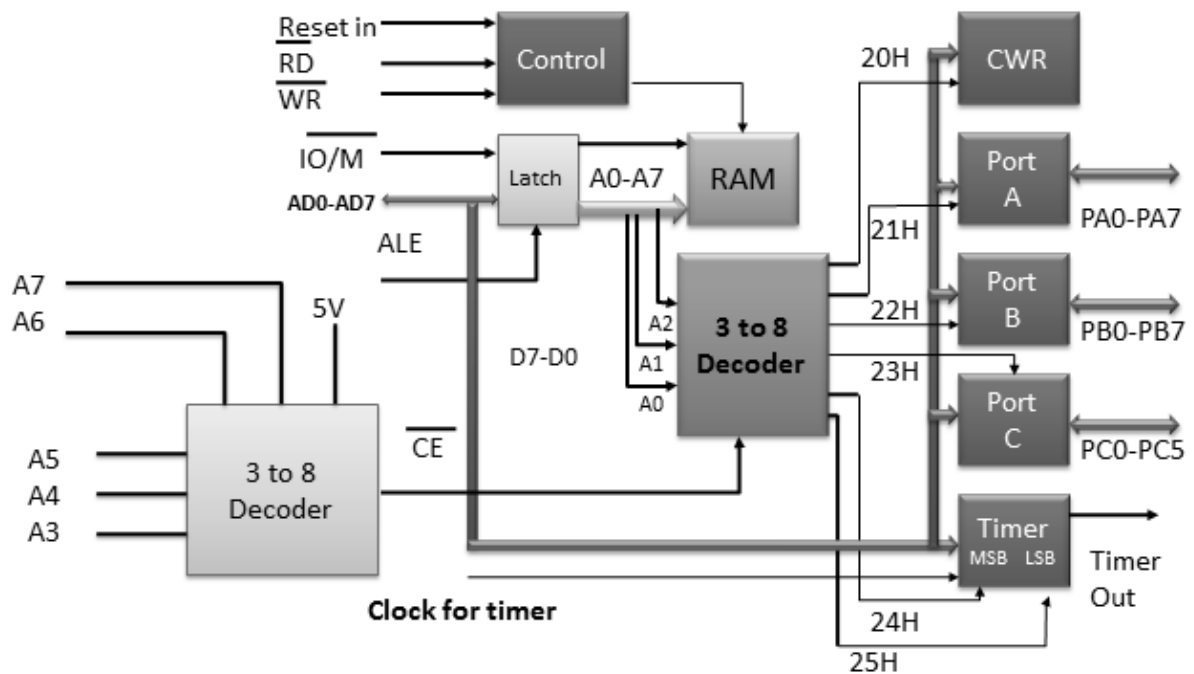 Reset in
RD
WR
Control
20H
CWR
IO/M
AD0-AD7
Latch
A0-A7
RAM
Port
A
PA0-PA7
ALE
21H
A7
A6
5V
D7-D0
A2
A1
A0
3 to 8
Decoder
22H
Port
B
PB0-PB7
23H
Port
C
PC0-PC5
CE
A5
A4
A3
3 to 8
Decoder
Timer
MSB LSB
Timer
Out
Clock for timer
24H
25H